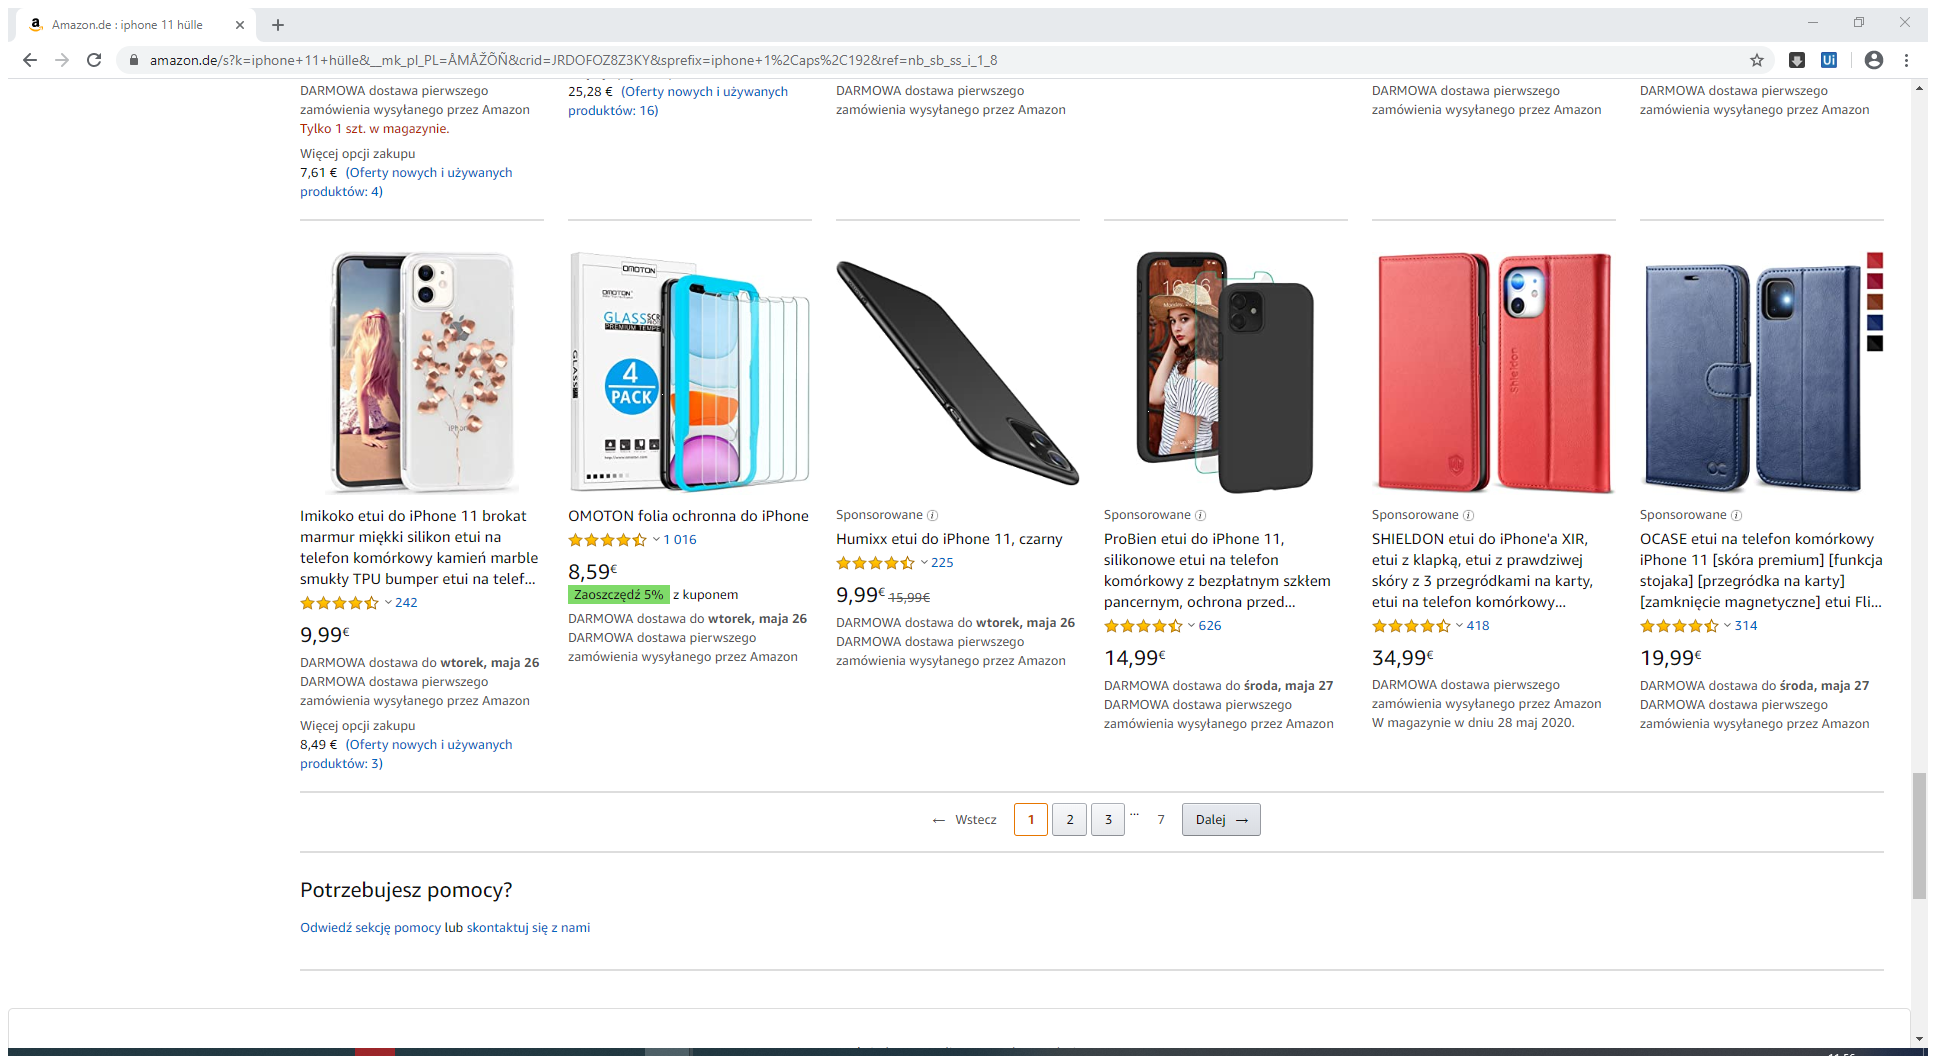 Amazon.de : iphone 11 hülle
amazon.de/s?k=iphone+11+hülle&__mk_pl_PL=ÅMÅŽÕÑ&crid=JRDOFOZ8Z3KY&sprefix=iphone+1%2Caps%2C192&ref=nb_sb_ss_i_1_8
DARMOWA dostawa pierwszego
zamówienia wysyłanego przez Amazon
Tylko 1 szt. w magazynie.
Więcej opcji zakupu
7,61 € (Oferty nowych i używanych
produktów: 4)
25,28 € (Oferty nowych i używanych
produktów: 16)
DARMOWA dostawa pierwszego
zamówienia wysyłanego przez Amazon
DARMOWA dostawa pierwszego
zamówienia wysyłanego przez Amazon
DARMOWA dostawa pierwszego
zamówienia wysyłanego przez Amazon
iPhone
Imikoko etui do iPhone 11 brokat
marmur miękki silikon etui na
telefon komórkowy kamień marble
smukły TPU bumper etui na telef...
242
9,99€
DARMOWA dostawa do wtorek, maja 26
DARMOWA dostawa pierwszego
zamówienia wysyłanego przez Amazon
Więcej opcji zakupu
8,49 € (Oferty nowych i używanych
produktów: 3)
OMOTON
OMOTON
GLASS
4
PACK
GLASS
OMOTON folia ochronna do iPhone
1 016
8,59€
Zaoszczędź 5% z kuponem
DARMOWA dostawa do wtorek, maja 26
DARMOWA dostawa pierwszego
zamówienia wysyłanego przez Amazon
Sponsorowane
Humixx etui do iPhone 11, czarny
225
9,99€ 15,99€
DARMOWA dostawa do wtorek, maja 26
DARMOWA dostawa pierwszego
zamówienia wysyłanego przez Amazon
10:16
Sponsorowane
ProBien etui do iPhone 11,
silikonowe etui na telefon
komórkowy z bezpłatnym szkłem
pancernym, ochrona przed...
626
14,99€
DARMOWA dostawa do środa, maja 27
DARMOWA dostawa pierwszego
zamówienia wysyłanego przez Amazon
Shieldon
Sponsorowane
SHIELDON etui do iPhone'a XIR,
etui z klapką, etui z prawdziwej
skóry z 3 przegródkami na karty,
etui na telefon komórkowy...
418
34,99€
DARMOWA dostawa pierwszego
zamówienia wysyłanego przez Amazon
W magazynie w dniu 28 maj 2020.
Sponsorowane
OCASE etui na telefon komórkowy
iPhone 11 [skóra premium] [funkcja
stojaka] [przegródka na karty]
[zamknięcie magnetyczne] etui Fli...
314
19,99€
DARMOWA dostawa do środa, maja 27
DARMOWA dostawa pierwszego
zamówienia wysyłanego przez Amazon
← Wstecz 1 2 3 ... 7 Dalej →
Potrzebujesz pomocy?
Odwiedź sekcję pomocy lub skontaktuj się z nami